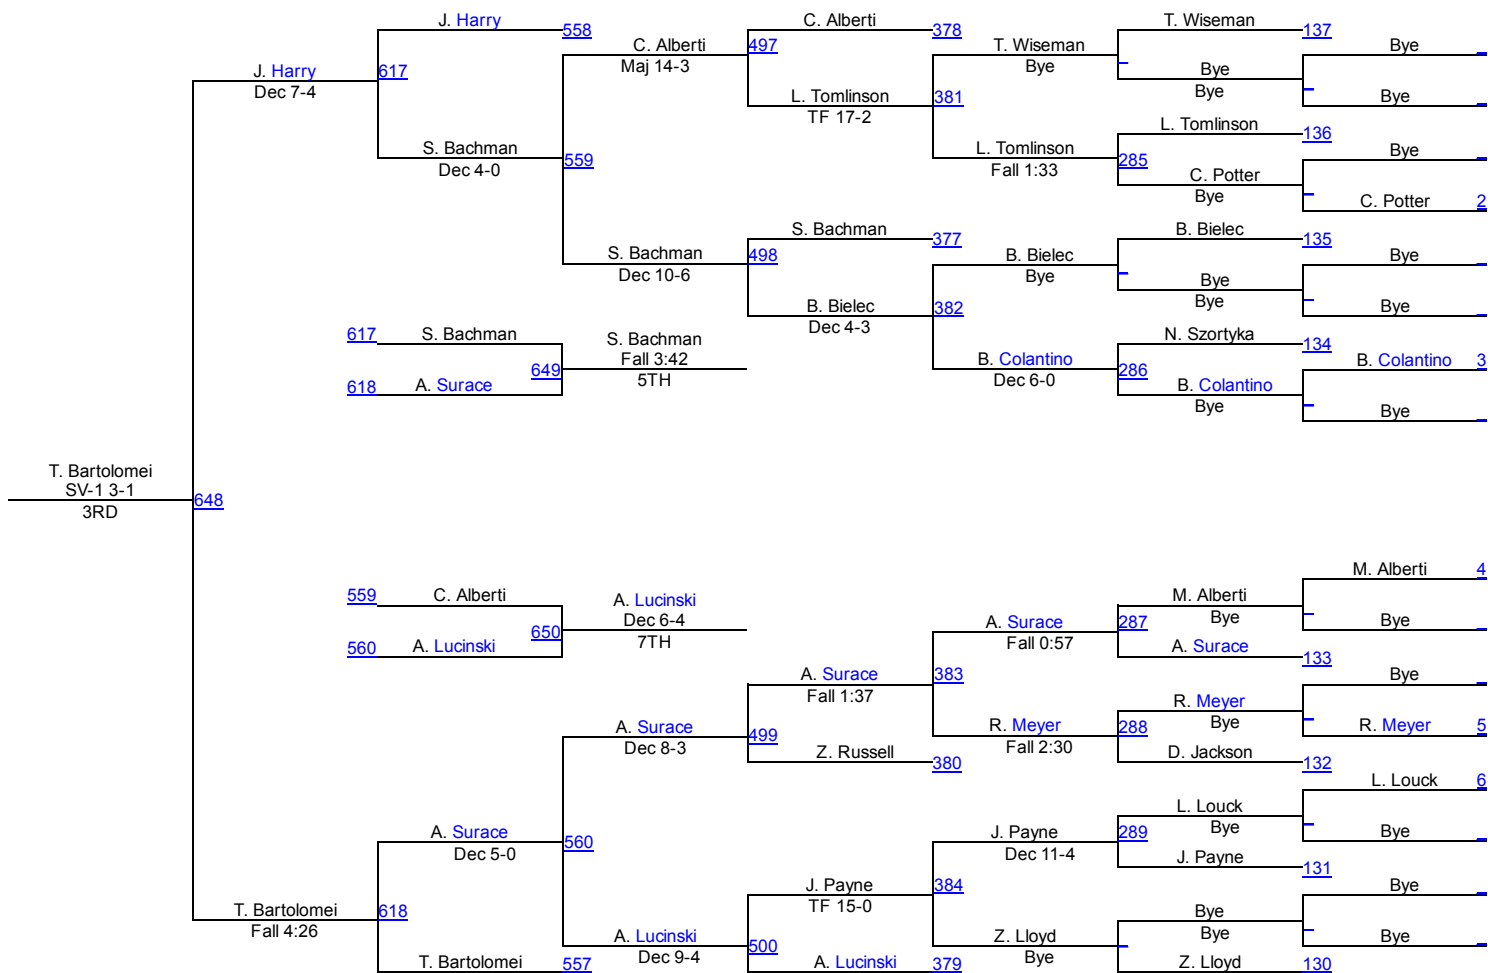 J. Harry 558
C. Alberti 378
T. Wiseman 137
C. Alberti 497
Maj 14-3
T. Wiseman
Bye
Bye
J. Harry 617
Dec 7-4
Bye
Bye
L. Tomlinson 381
TF 17-2
Bye
L. Tomlinson 136
S. Bachman 559
Dec 4-0
L. Tomlinson 285
Fall 1:33
Bye
C. Potter
Bye
C. Potter 2
S. Bachman 377
B. Bielec 135
S. Bachman 498
Dec 10-6
B. Bielec
Bye
Bye
Bye
Bye
B. Bielec 382
Dec 4-3
Bye
617 S. Bachman
S. Bachman
Fall 3:42
5TH
N. Szortyka 134
649
618 A. Surace
B. Colantino 286
Dec 6-0
B. Colantino 3
B. Colantino
Bye
Bye
T. Bartolomei
SV-1 3-1
3RD
648
M. Alberti 4
559 C. Alberti
A. Lucinski
Dec 6-4
7TH
M. Alberti
Bye
650
A. Surace 287
Fall 0:57
Bye
560 A. Lucinski
A. Surace 133
A. Surace 383
Fall 1:37
Bye
R. Meyer
Bye
A. Surace 499
Dec 8-3
R. Meyer 288
Fall 2:30
R. Meyer 5
Z. Russell 380
D. Jackson 132
L. Louck 6
L. Louck
Bye
A. Surace 560
Dec 5-0
J. Payne 289
Dec 11-4
Bye
J. Payne 131
J. Payne 384
TF 15-0
Bye
T. Bartolomei 618
Fall 4:26
Bye
Bye
A. Lucinski 500
Dec 9-4
Z. Lloyd
Bye
Bye
T. Bartolomei 557
A. Lucinski 379
Z. Lloyd 130